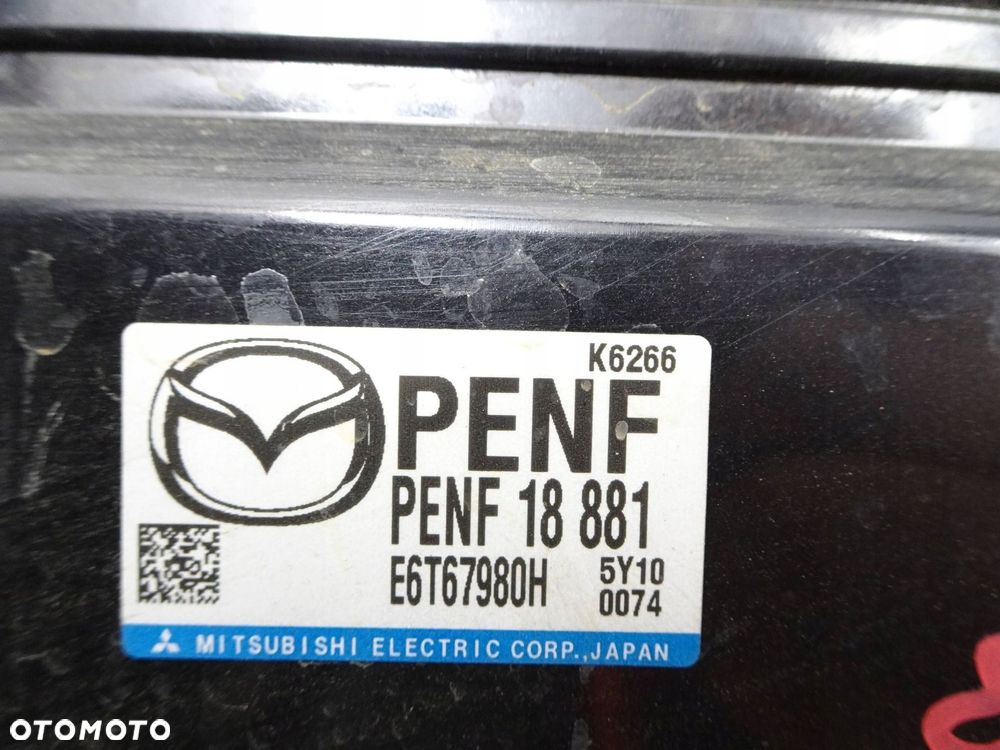 K6266
PENF
PENF 18 881
E6T67980H 5Y10
0074
MITSUBISHI ELECTRIC CORP.,JAPAN
OTOMOTO